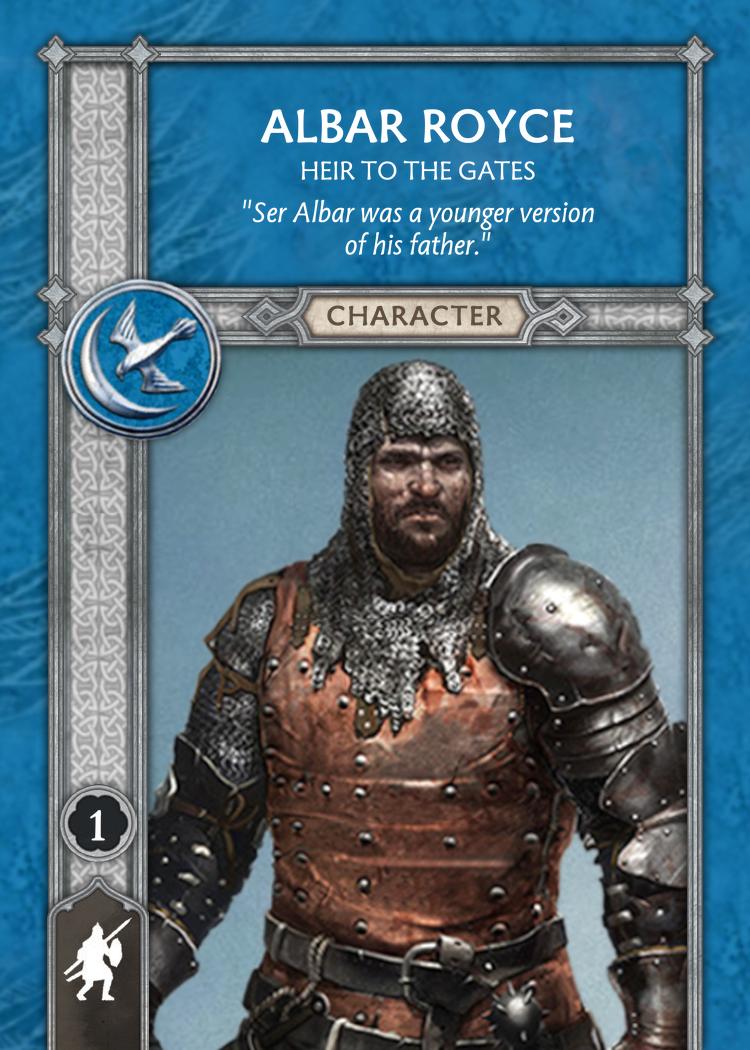 ALBAR ROYCE
HEIR TO THE GATES
"Ser Albar was a younger version
of his father."
CHARACTER
1